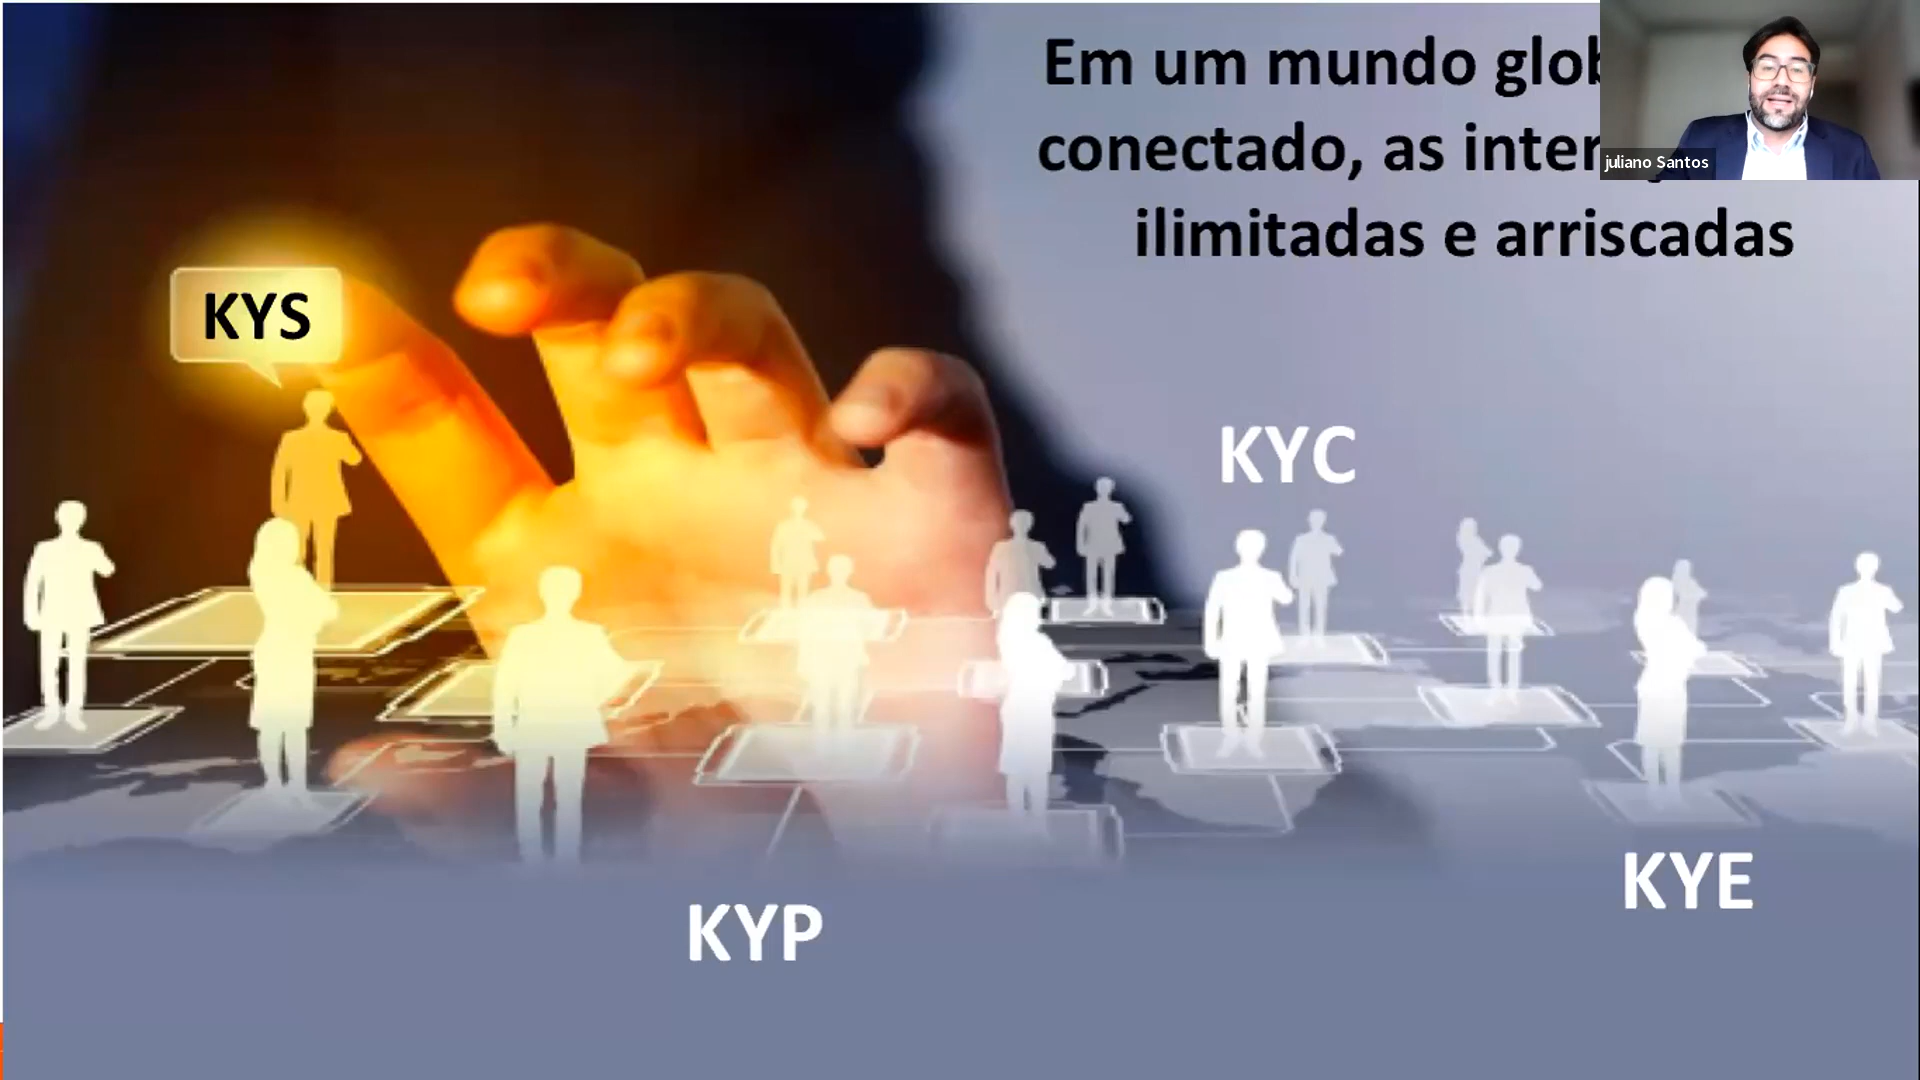 Em um mundo glob
conectado, as inter
ilimitadas e arriscadas
juliano Santos
KYS
KYC
KYE
KYP